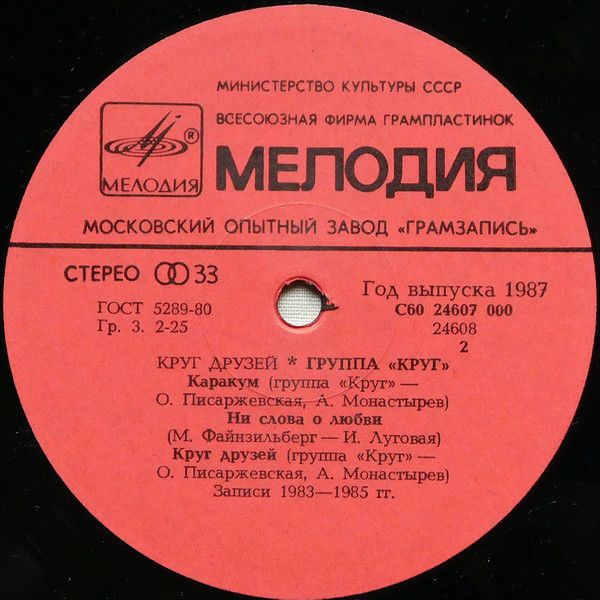 МИНИСТЕРСТВО КУЛЬТУРЫ СССР
ВСЕСОЮЗНАЯ ФИРМА ГРАМПЛАСТИНОК
®
МЕЛОДИЯ
МЕЛОДИЯ
МОСКОВСКИЙ ОПЫТНЫЙ ЗАВОД «ГРАМЗАПИСЬ»
СТЕРЕО 33
ГОСТ 5289-80
Гр. 3. 2-25
Год выпуска 1987
С60 24607 000
24608
2
КРУГ ДРУЗЕЙ * ГРУППА «КРУГ»
Каракум (группа «Круг» —
О. Писаржевская, А. Монастырев)
Ни слова о любви
(М. Файнзильберг — И. Луговая)
Круг друзей (группа «Круг» —
О. Писаржевская, А. Монастырев)
Записи 1983—1985 гг.